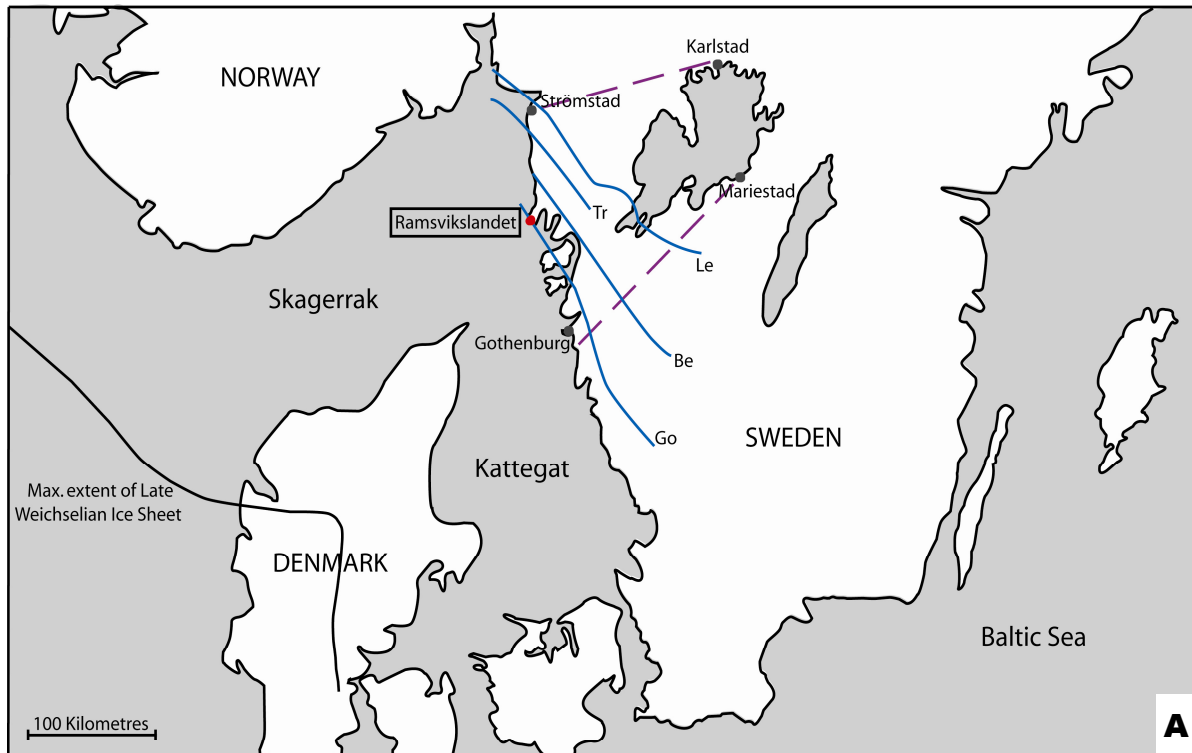 Karlstad
NORWAY
Strömstad
Mariestad
Tr
Ramsvikslandet
Le
Skagerrak
Gothenburg
Be
Go
SWEDEN
Kattegat
Max. extent of Late
Weichselian Ice Sheet
DENMARK
Baltic Sea
100 Kilometres
A